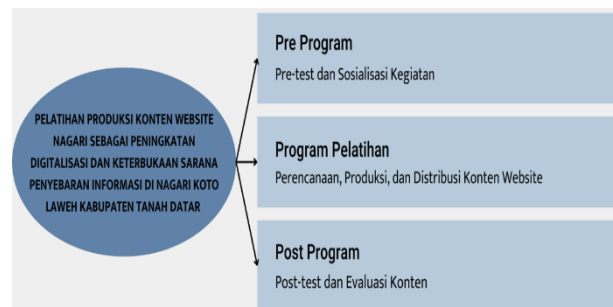 PELATIHAN PRODUKSI KONTEN WEBSITE
NAGARI SEBAGAI PENINGKATAN
DIGITALISASI DAN KETERBUKAAN SARANA
PENYEBARAN INFORMASI DI NAGARI KOTO
LAWEH KABUPATEN TANAH DATAR
Pre Program
Pre-test dan Sosialisasi Kegiatan
Program Pelatihan
Perencanaan, Produksi, dan Distribusi Konten Website
Post Program
Post-test dan Evaluasi Konten